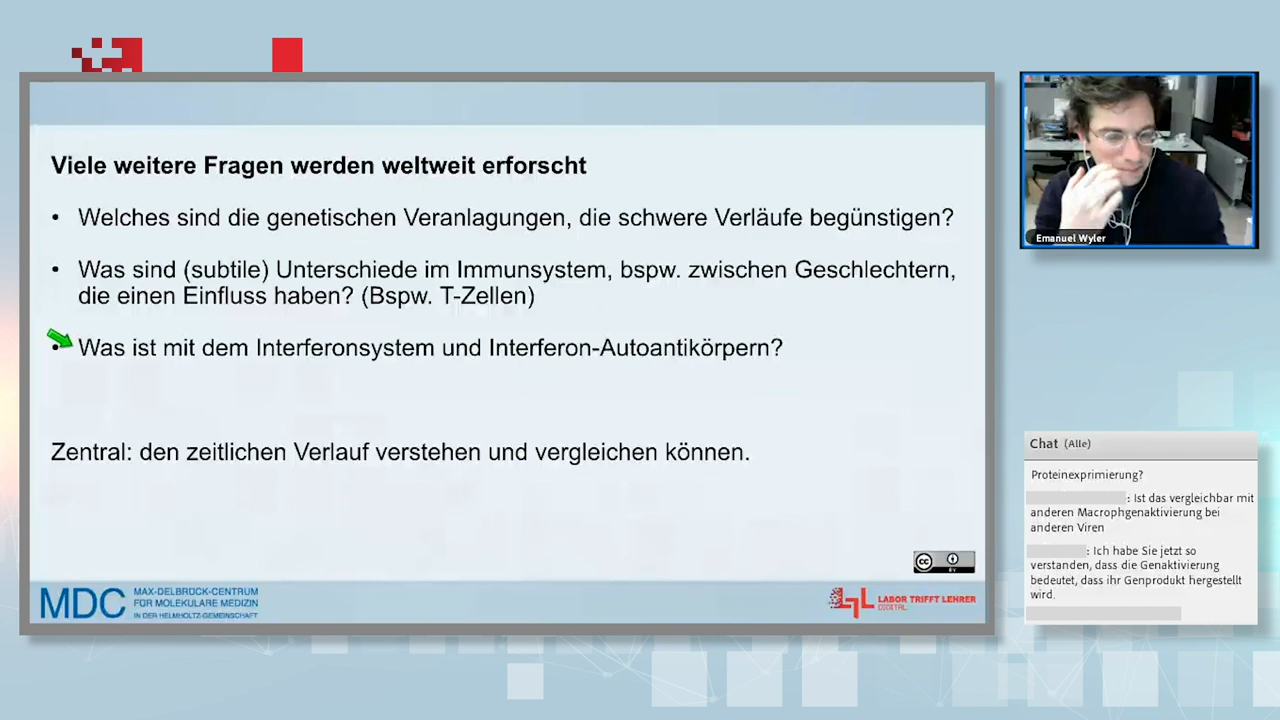 Viele weitere Fragen werden weltweit erforscht
• Welches sind die genetischen Veranlagungen, die schwere Verläufe begünstigen?
• Was sind (subtile) Unterschiede im Immunsystem, bspw. zwischen Geschlechtern,
die einen Einfluss haben? (Bspw. T-Zellen)
• Was ist mit dem Interferonsystem und Interferon-Autoantikörpern?
Zentral: den zeitlichen Verlauf verstehen und vergleichen können.
cc
BY
MDC
MAX-DELBRÜCK-CENTRUM
FÜR MOLEKULARE MEDIZIN
IN DER HELMHOLTZ-GEMEINSCHAFT
LABOR TRIFFT LEHRER
DIGITAL
Emanuel Wyler
Chat (Alle)
Proteinexprimierung?
: Ist das vergleichbar mit
anderen Macrophgenaktivierung bei
anderen Viren
: Ich habe Sie jetzt so
verstanden, dass die Genaktivierung
bedeutet, dass ihr Genprodukt hergestellt
wird.